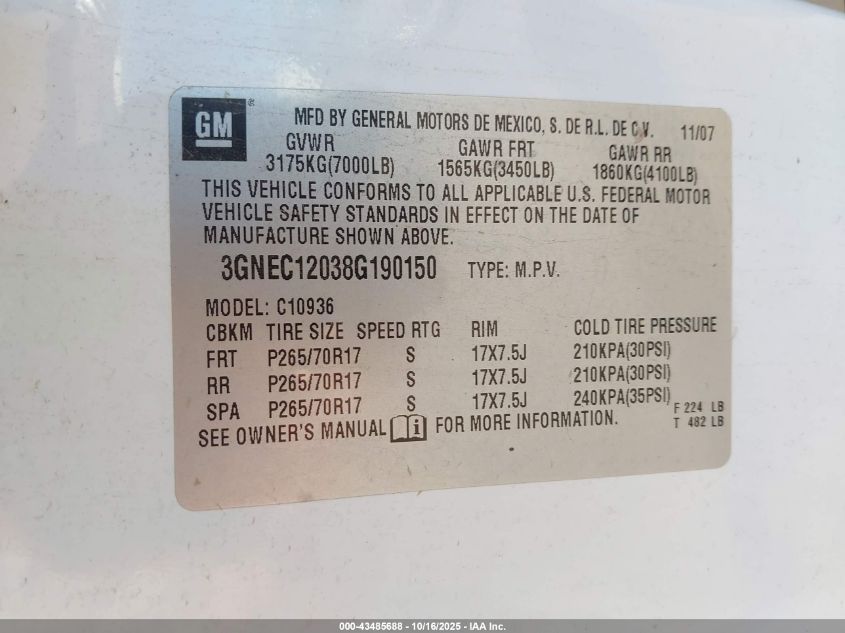 GM ®
MFD BY GENERAL MOTORS DE MEXICO, S. DE R.L. DE C.V. 11/07
GVWR GAWR FRT GAWR RR
3175KG(7000LB) 1565KG(3450LB) 1860KG(4100LB)
THIS VEHICLE CONFORMS TO ALL APPLICABLE U.S. FEDERAL MOTOR
VEHICLE SAFETY STANDARDS IN EFFECT ON THE DATE OF
MANUFACTURE SHOWN ABOVE.
3GNEC12038G190150 TYPE: M.P.V.
MODEL: C10936
CBKM TIRE SIZE SPEED RTG RIM COLD TIRE PRESSURE
FRT P265/70R17 S 17X7.5J 210KPA(30PSI)
RR P265/70R17 S 17X7.5J 210KPA(30PSI)
SPA P265/70R17 S 17X7.5J 240KPA(35PSI) F 224 LB
T 482 LB
SEE OWNER'S MANUAL i FOR MORE INFORMATION.
000-43485688 - 10/16/2025 - IAA Inc.